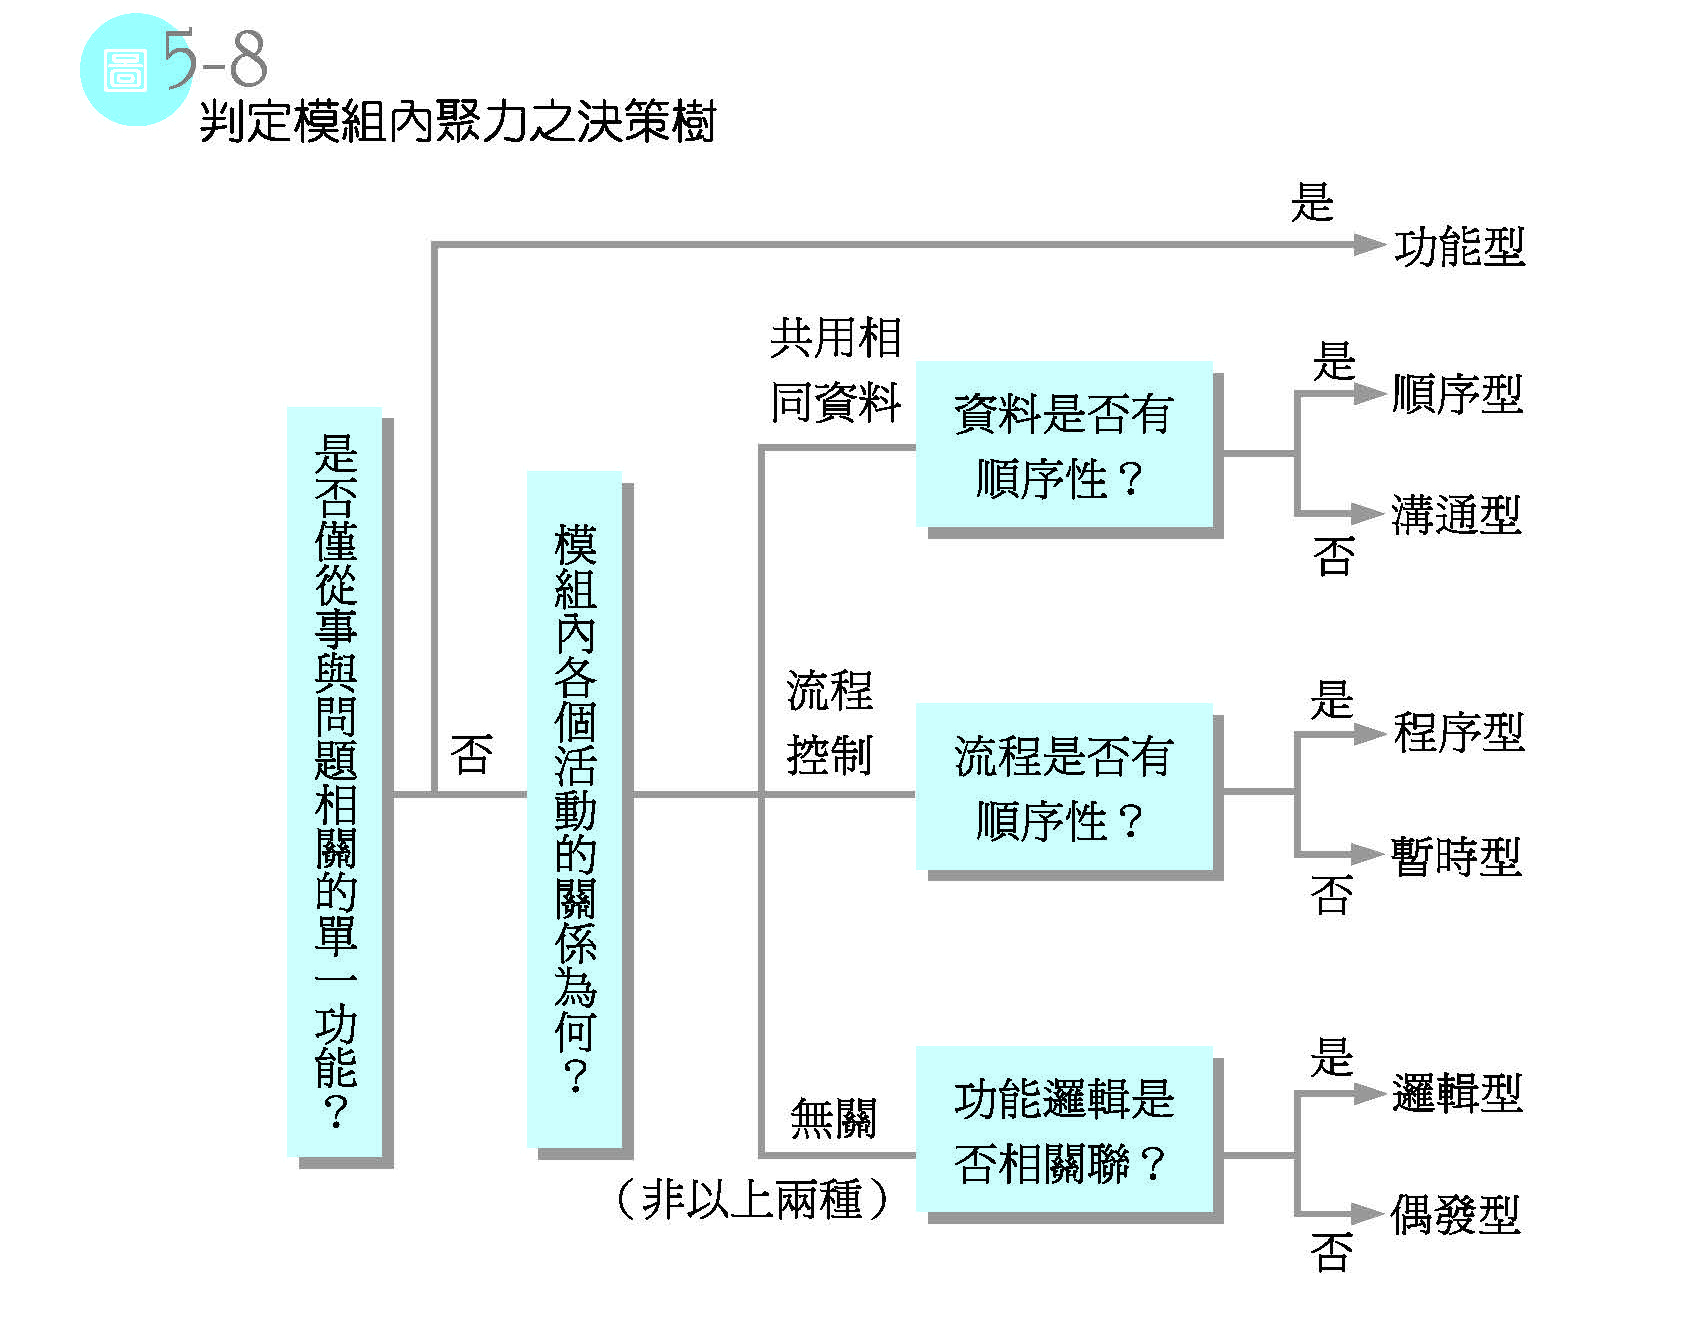 圖5-8
判定模組內聚力之決策樹
是否僅從事與問題相關的單一功能？
是
功能型
否
模組內各個活動的關係為何？
共用相
同資料
資料是否有
順序性？
是
順序型
溝通型
否
流程
控制
流程是否有
順序性？
是
程序型
暫時型
否
無關
（非以上兩種）
功能邏輯是
否相關聯？
是
邏輯型
偶發型
否